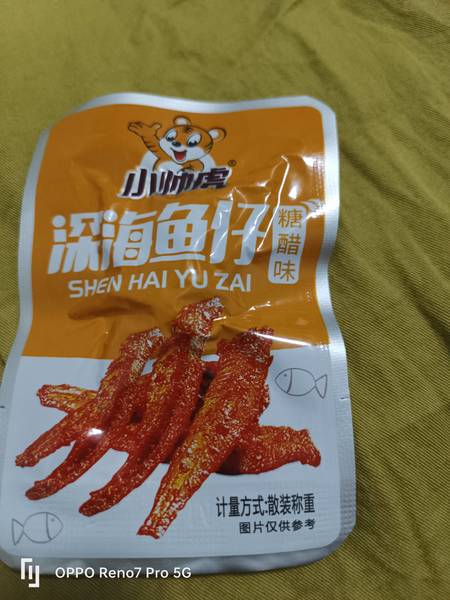 小帅虎®
深海鱼仔
糖醋味
SHEN HAI YU ZAI
计量方式:散装称重
图片仅供参考
OPPO Reno7 Pro 5G